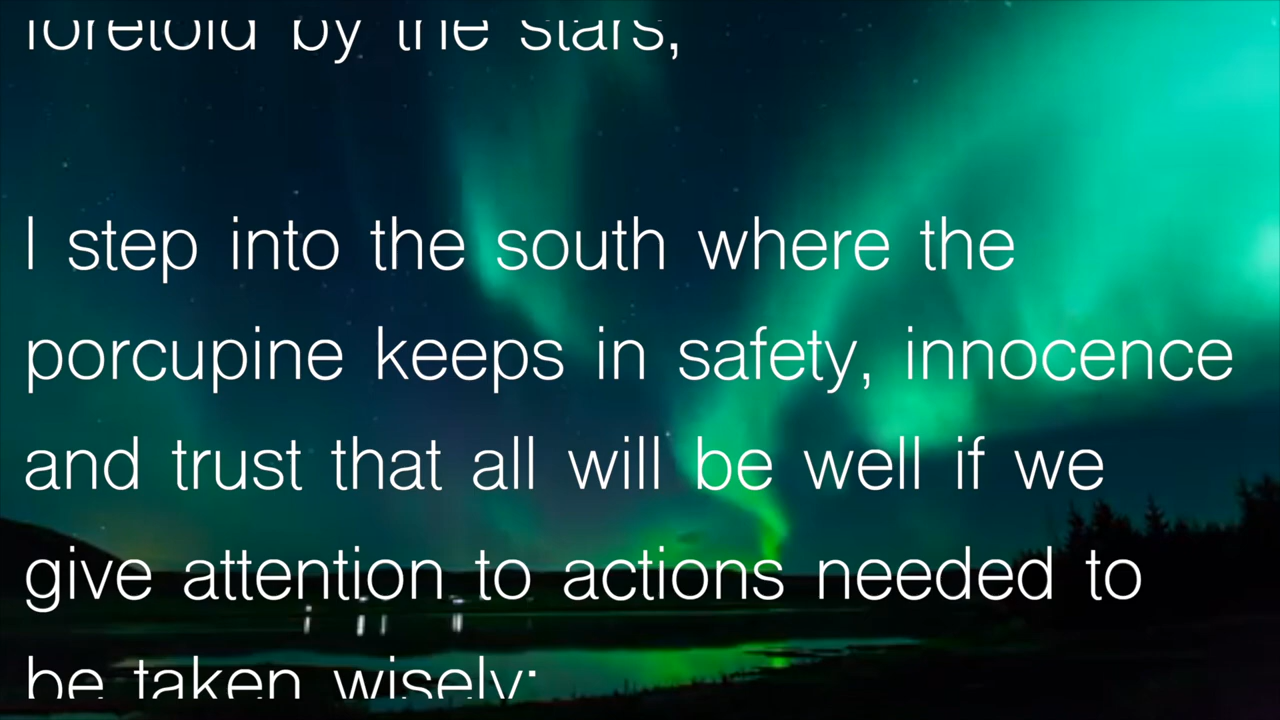 foretold by the stars,
I step into the south where the
porcupine keeps in safety, innocence
and trust that all will be well if we
give attention to actions needed to
be taken wisely;